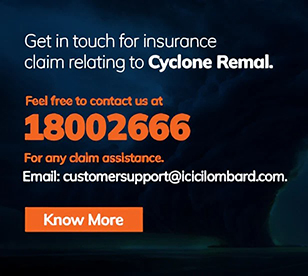 Get in touch for insurance
claim relating to Cyclone Remal.
Feel free to contact us at
18002666
For any claim assistance.
Email: customersupport@icicilombard.com.
Know More